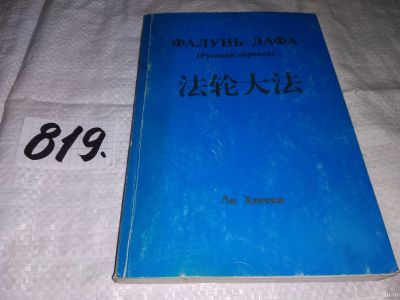 ФАЛУНЬ ДАФА
(Русский перевод)
法轮大法
819.
Ли Хунчжи